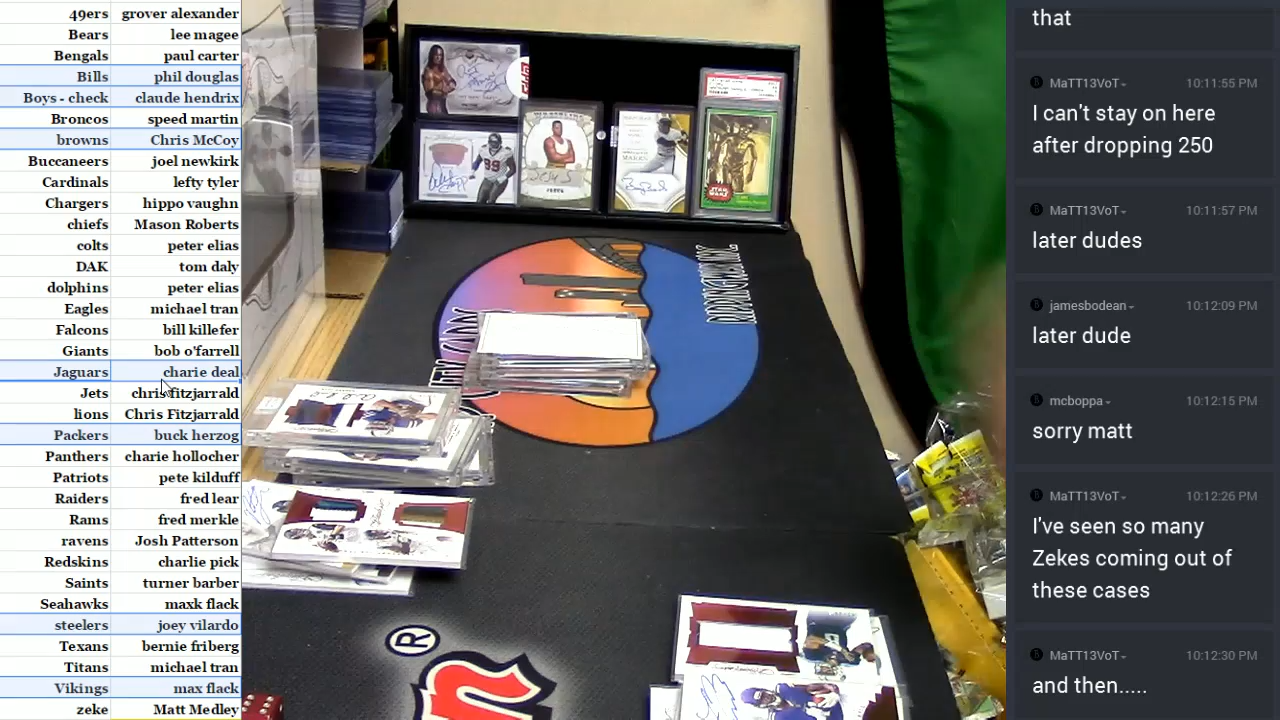 49ers grover alexander
Bears lee magee
Bengals paul carter
Bills phil douglas
Boys - check claude hendrix
Broncos speed martin
browns Chris McCoy
Buccaneers joel newkirk
Cardinals lefty tyler
Chargers hippo vaughn
chiefs Mason Roberts
colts peter elias
DAK tom daly
dolphins peter elias
Eagles michael tran
Falcons bill killefer
Giants bob o'farrell
Jaguars charie deal
Jets chris fitzjarrald
lions Chris Fitzjarrald
Packers buck herzog
Panthers charie hollocher
Patriots pete kilduff
Raiders fred lear
Rams fred merkle
ravens Josh Patterson
Redskins charlie pick
Saints turner barber
Seahawks maxk flack
steelers joey vilardo
Texans bernie friberg
Titans michael tran
Vikings max flack
zeke Matt Medley
STAR
WARS
99
®
that
MaTT13VoT 10:11:55 PM
I can't stay on here
after dropping 250
MaTT13VoT 10:11:57 PM
later dudes
jamesbodean 10:12:09 PM
later dude
mcboppa 10:12:15 PM
sorry matt
MaTT13VoT 10:12:26 PM
I've seen so many
Zekes coming out of
these cases
MaTT13VoT 10:12:30 PM
and then.....